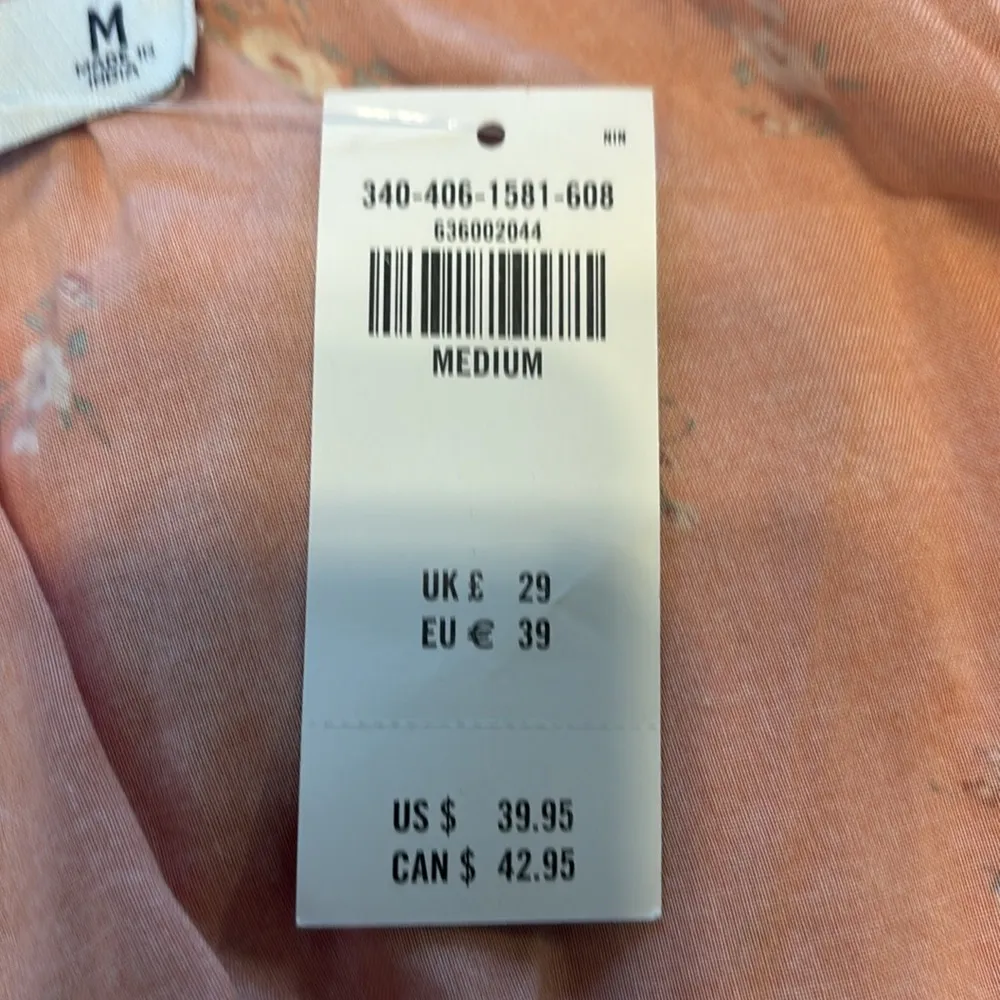 M
MADE IN
INDIA
NIN
340-406-1581-608
636002044
MEDIUM
UK £ 29
EU € 39
US $ 39.95
CAN $ 42.95